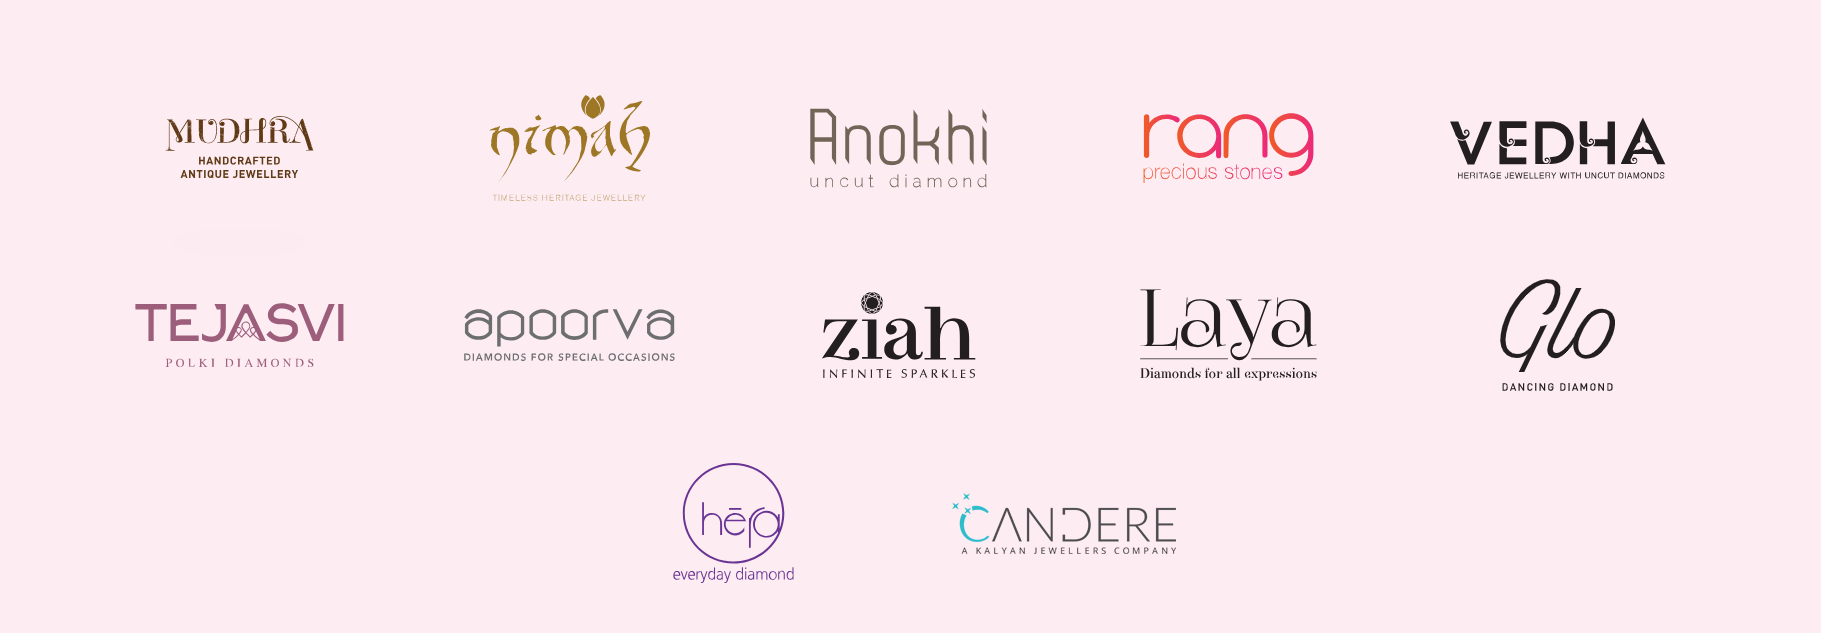 MUDHRA
HANDCRAFTED
ANTIQUE JEWELLERY
nimah
TIMELESS HERITAGE JEWELLERY
Anokhi
uncut diamond
rang
precious stones
VEDHA
HERITAGE JEWELLERY WITH UNCUT DIAMONDS
TEJASVI
POLKI DIAMONDS
apoorva
DIAMONDS FOR SPECIAL OCCASIONS
ziah
INFINITE SPARKLES
Laya
Diamonds for all expressions
Glo
DANCING DIAMOND
hēra
everyday diamond
CANDERE
A KALYAN JEWELLERS COMPANY